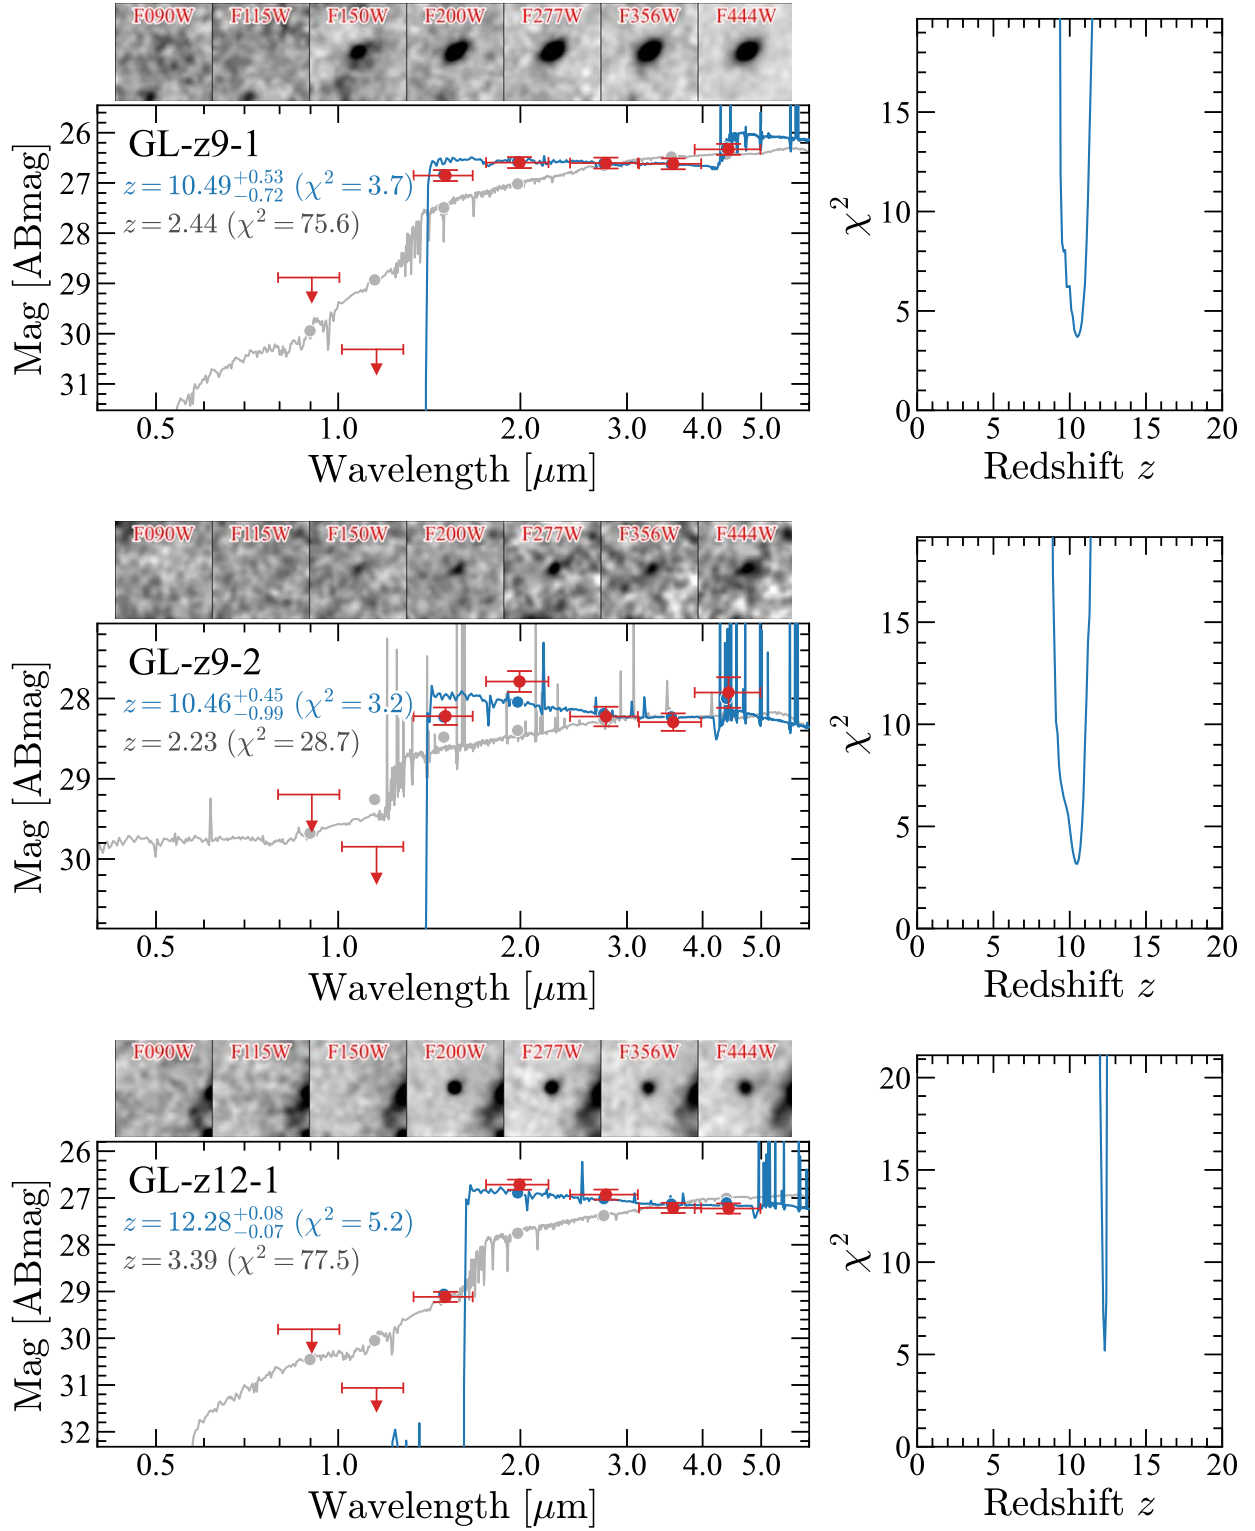 F090W F115W F150W F200W F277W F356W F444W
GL-z9-1
z = 10.49 +0.53 −0.72 (χ² = 3.7)
z = 2.44 (χ² = 75.6)
Mag [ABmag]
26
27
28
29
30
31
0.5 1.0 2.0 3.0 4.0 5.0
Wavelength [μm]
χ²
15
10
5
0
0 5 10 15 20
Redshift z
F090W F115W F150W F200W F277W F356W F444W
GL-z9-2
z = 10.46 +0.45 −0.99 (χ² = 3.2)
z = 2.23 (χ² = 28.7)
Mag [ABmag]
28
29
30
0.5 1.0 2.0 3.0 4.0 5.0
Wavelength [μm]
χ²
15
10
5
0
0 5 10 15 20
Redshift z
F090W F115W F150W F200W F277W F356W F444W
GL-z12-1
z = 12.28 +0.08 −0.07 (χ² = 5.2)
z = 3.39 (χ² = 77.5)
Mag [ABmag]
26
27
28
29
30
31
32
0.5 1.0 2.0 3.0 4.0 5.0
Wavelength [μm]
χ²
20
15
10
5
0
0 5 10 15 20
Redshift z